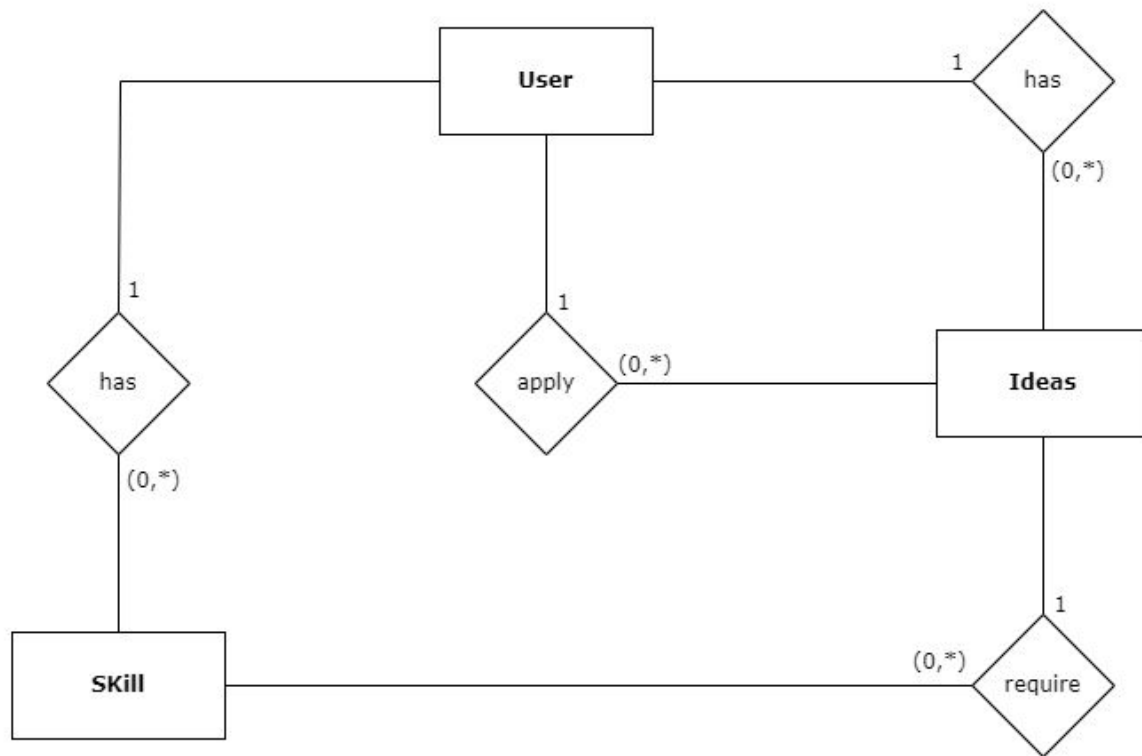 User
1
has
(0,*)
1
1
has
apply
(0,*)
Ideas
(0,*)
1
SKill
(0,*)
require